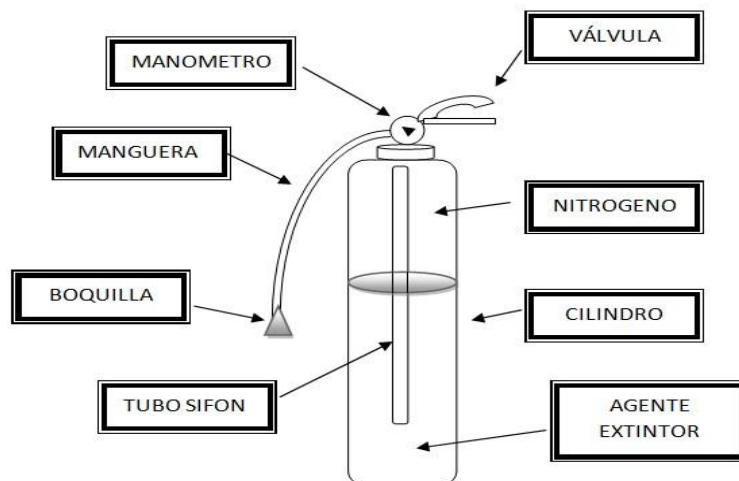 VÁLVULA
MANOMETRO
MANGUERA
NITROGENO
BOQUILLA
CILINDRO
TUBO SIFON
AGENTE
EXTINTOR